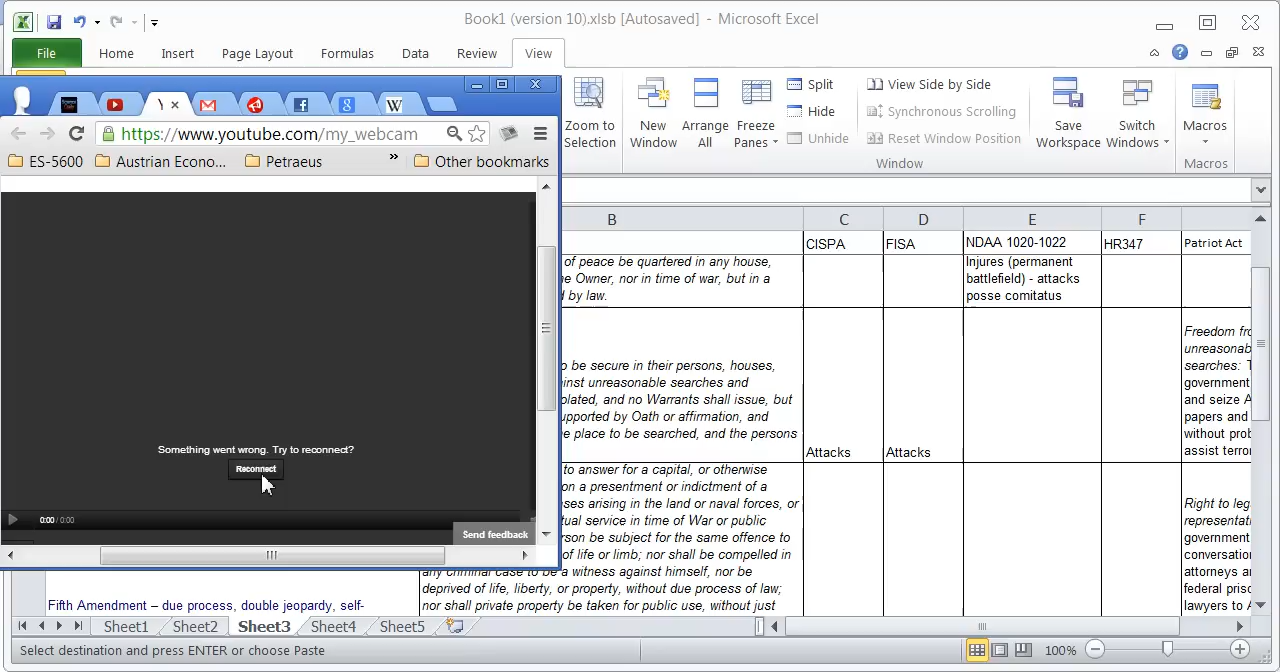 Book1 (version 10).xlsb [Autosaved] - Microsoft Excel
File Home Insert Page Layout Formulas Data Review View
https://www.youtube.com/my_webcam
ES-5600 Austrian Econo... Petraeus » Other bookmarks
Something went wrong. Try to reconnect?
Reconnect
0:00 / 0:00
Send feedback
Zoom to
Selection
New
Window
Arrange
All
Freeze
Panes
Split
Hide
Unhide
View Side by Side
Synchronous Scrolling
Reset Window Position
Window
Save
Workspace
Switch
Windows
Macros
Macros
B C D E F
CISPA FISA NDAA 1020-1022 HR347 Patriot Act
of peace be quartered in any house,
e Owner, nor in time of war, but in a
d by law.
Injures (permanent
battlefield) - attacks
posse comitatus
o be secure in their persons, houses,
inst unreasonable searches and
olated, and no Warrants shall issue, but
upported by Oath or affirmation, and
e place to be searched, and the persons
Attacks Attacks
Freedom fro
unreasonab
searches: T
government
and seize A
papers and
without prob
assist terror
to answer for a capital, or otherwise
on a presentment or indictment of a
ses arising in the land or naval forces, or
tual service in time of War or public
rson be subject for the same offence to
of life or limb; nor shall be compelled in
any criminal case to be a witness against himself, nor be
deprived of life, liberty, or property, without due process of law;
nor shall private property be taken for public use, without just
Right to leg
representati
government
conversatio
attorneys a
federal pris
lawyers to A
Fifth Amendment – due process, double jeopardy, self-
Sheet1 Sheet2 Sheet3 Sheet4 Sheet5
Select destination and press ENTER or choose Paste
100%